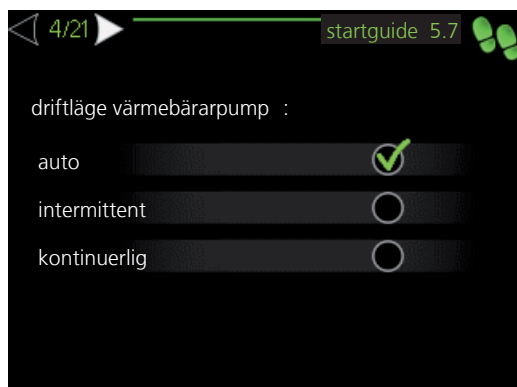 4/21 startguide 5.7
driftläge värmebärarpump :
auto
intermittent
kontinuerlig